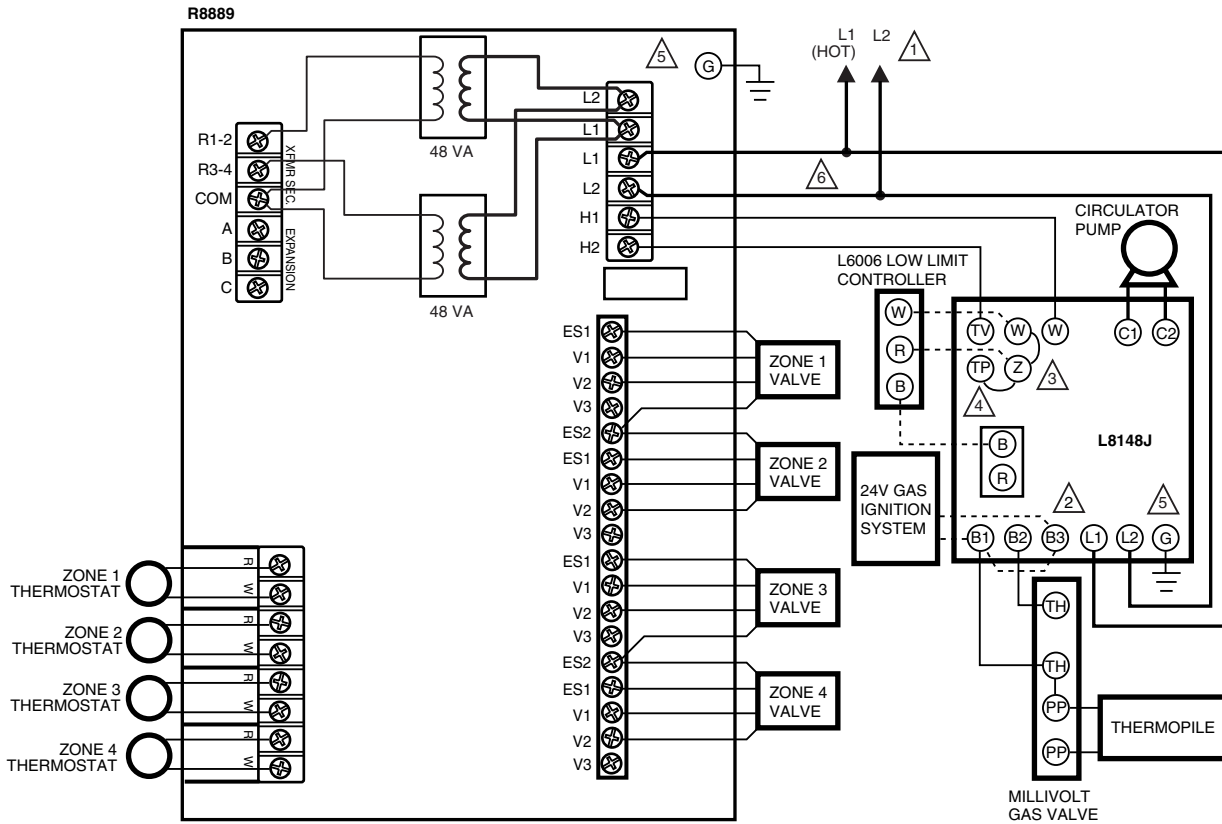 R8889
L1
(HOT)
L2
1
5
G
48 VA
48 VA
R1-2
R3-4
COM
A
B
C
XFMR SEC.
EXPANSION
L2
L1
L1
L2
H1
H2
6
CIRCULATOR
PUMP
L6006 LOW LIMIT
CONTROLLER
W
R
B
TV
W
W
C1
C2
TP
Z
3
4
B
R
L8148J
2
5
B1
B2
B3
L1
L2
G
24V GAS
IGNITION
SYSTEM
ES1
V1
V2
V3
ES2
ES1
V1
V2
V3
ES1
V1
V2
V3
ES2
ES1
V1
V2
V3
ZONE 1
VALVE
ZONE 2
VALVE
ZONE 3
VALVE
ZONE 4
VALVE
ZONE 1
THERMOSTAT
R
W
ZONE 2
THERMOSTAT
R
W
ZONE 3
THERMOSTAT
R
W
ZONE 4
THERMOSTAT
R
W
TH
TH
PP
PP
THERMOPILE
MILLIVOLT
GAS VALVE